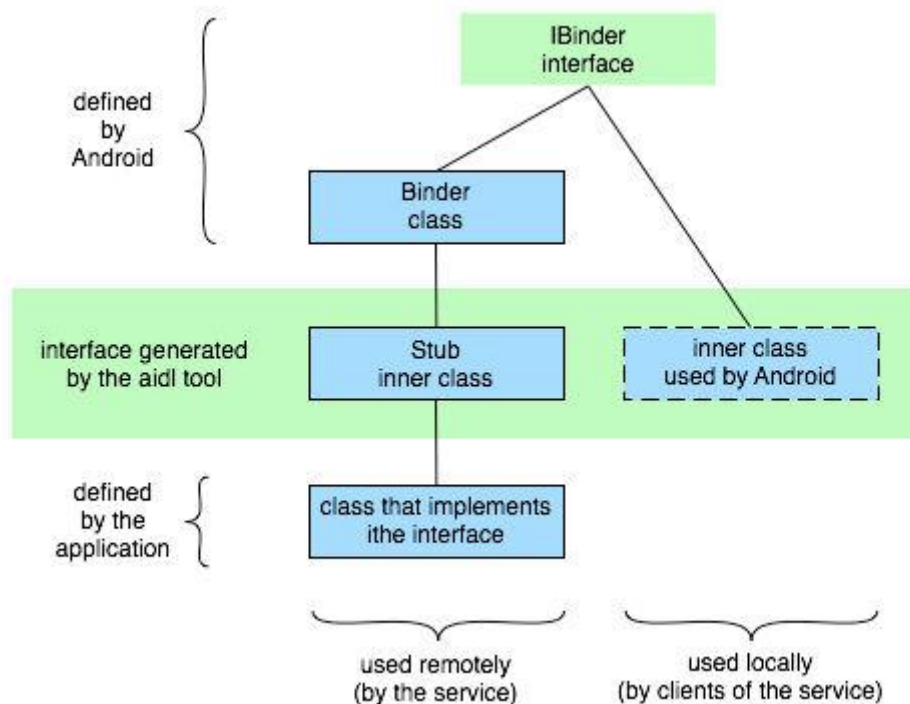 IBinder
interface
defined
by
Android
Binder
class
interface generated
by the aidl tool
Stub
inner class
inner class
used by Android
defined
by the
application
class that implements
ithe interface
used remotely
(by the service)
used locally
(by clients of the service)